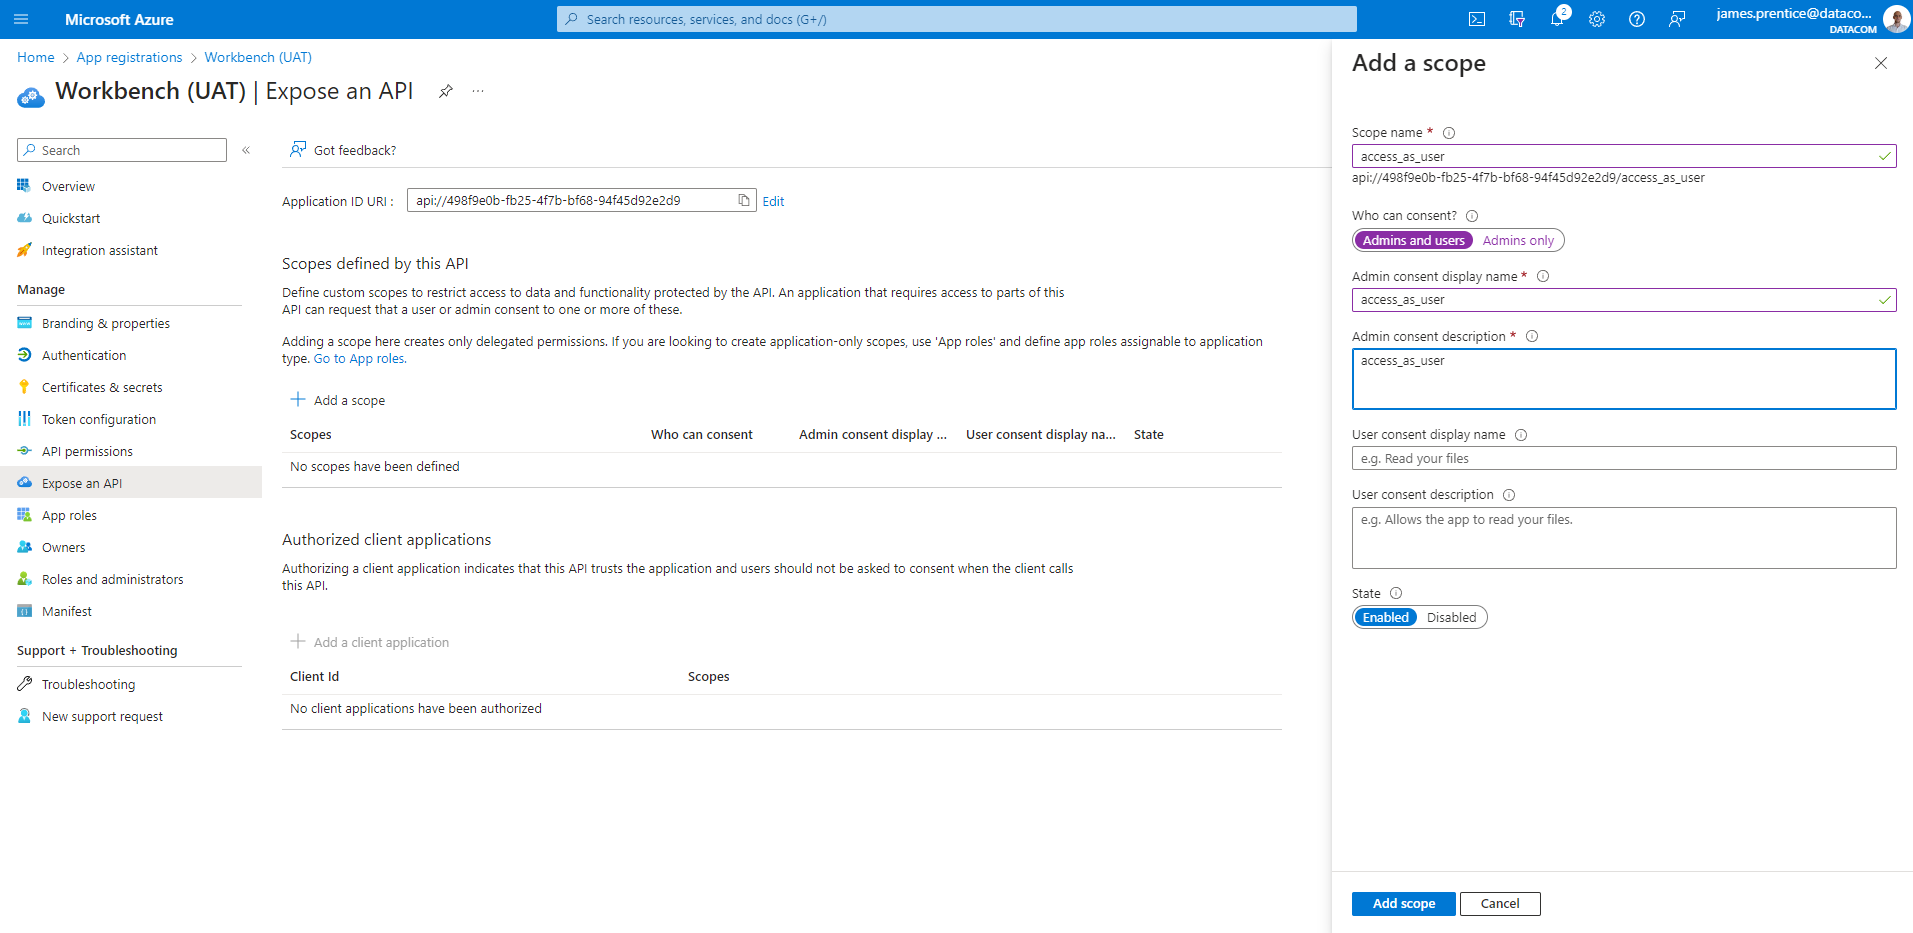 Microsoft Azure
Search resources, services, and docs (G+/)
2
james.prentice@dataco...
DATACOM
Home > App registrations > Workbench (UAT)
Workbench (UAT) | Expose an API
...
Search
«
Overview
Quickstart
Integration assistant
Manage
Branding & properties
Authentication
Certificates & secrets
Token configuration
API permissions
Expose an API
App roles
Owners
Roles and administrators
Manifest
Support + Troubleshooting
Troubleshooting
New support request
Got feedback?
Application ID URI : api://498f9e0b-fb25-4f7b-bf68-94f45d92e2d9 Edit
Scopes defined by this API
Define custom scopes to restrict access to data and functionality protected by the API. An application that requires access to parts of this
API can request that a user or admin consent to one or more of these.
Adding a scope here creates only delegated permissions. If you are looking to create application-only scopes, use 'App roles' and define app roles assignable to application
type. Go to App roles.
Add a scope
Scopes Who can consent Admin consent display ... User consent display na... State
No scopes have been defined
Authorized client applications
Authorizing a client application indicates that this API trusts the application and users should not be asked to consent when the client calls
this API.
Add a client application
Client Id Scopes
No client applications have been authorized
Add a scope
Scope name *
access_as_user
api://498f9e0b-fb25-4f7b-bf68-94f45d92e2d9/access_as_user
Who can consent?
Admins and users Admins only
Admin consent display name *
access_as_user
Admin consent description *
access_as_user
User consent display name
e.g. Read your files
User consent description
e.g. Allows the app to read your files.
State
Enabled Disabled
Add scope Cancel